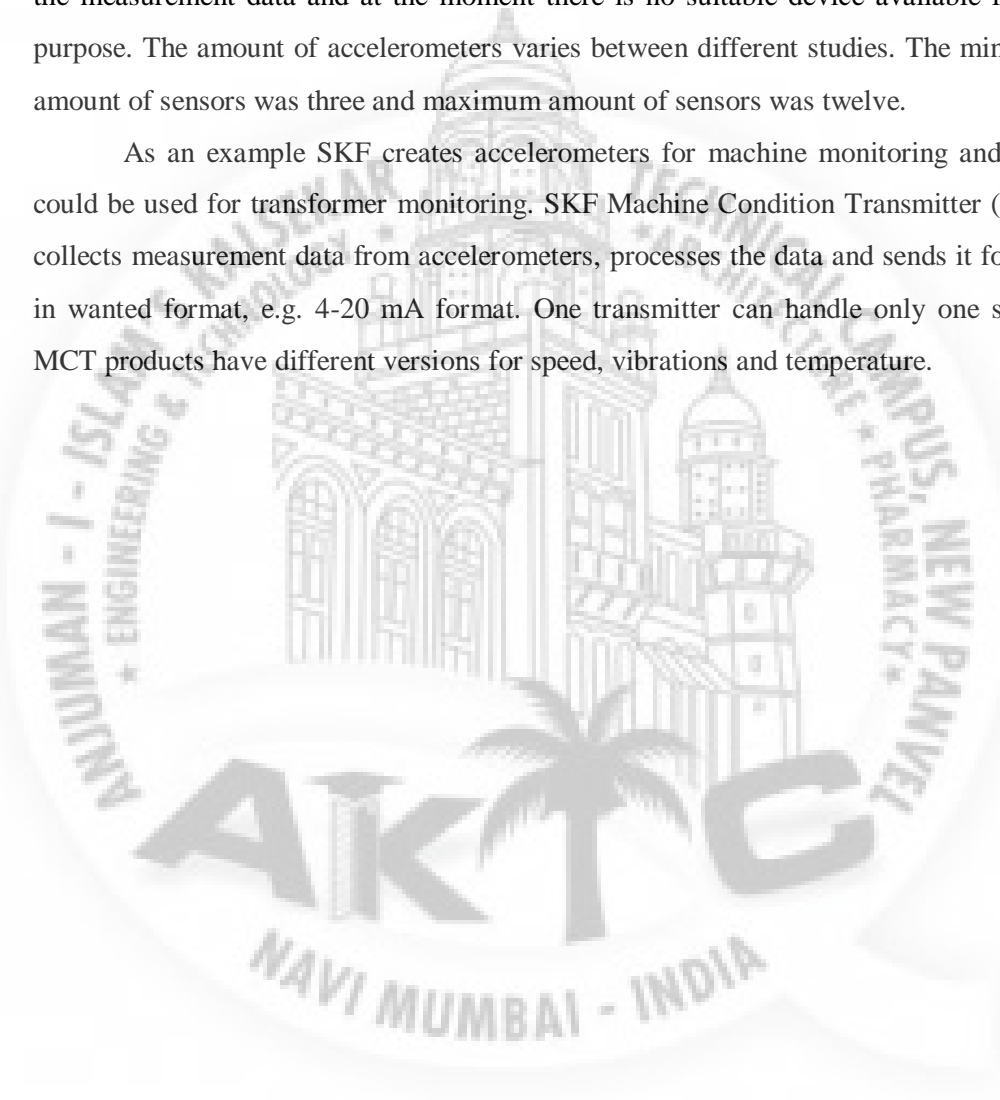 the measurement data and at the moment there is no suitable device available
purpose. The amount of accelerometers varies between different studies. The
amount of sensors was three and maximum amount of sensors was twelve.
As an example SKF creates accelerometers for machine monitoring and
could be used for transformer monitoring. SKF Machine Condition Transmitter (
collects measurement data from accelerometers, processes the data and sends it
in wanted format, e.g. 4-20 mA format. One transmitter can handle only one
MCT products have different versions for speed, vibrations and temperature.
ANJUMAN - I - ISLAM'S KALSEKAR TECHNICAL CAMPUS, NEW PANVEL
* ENGINEERING & TECHNOLOGY * ARCHITECTURE * PHARMACY *
AKTC
NAVI MUMBAI - INDIA